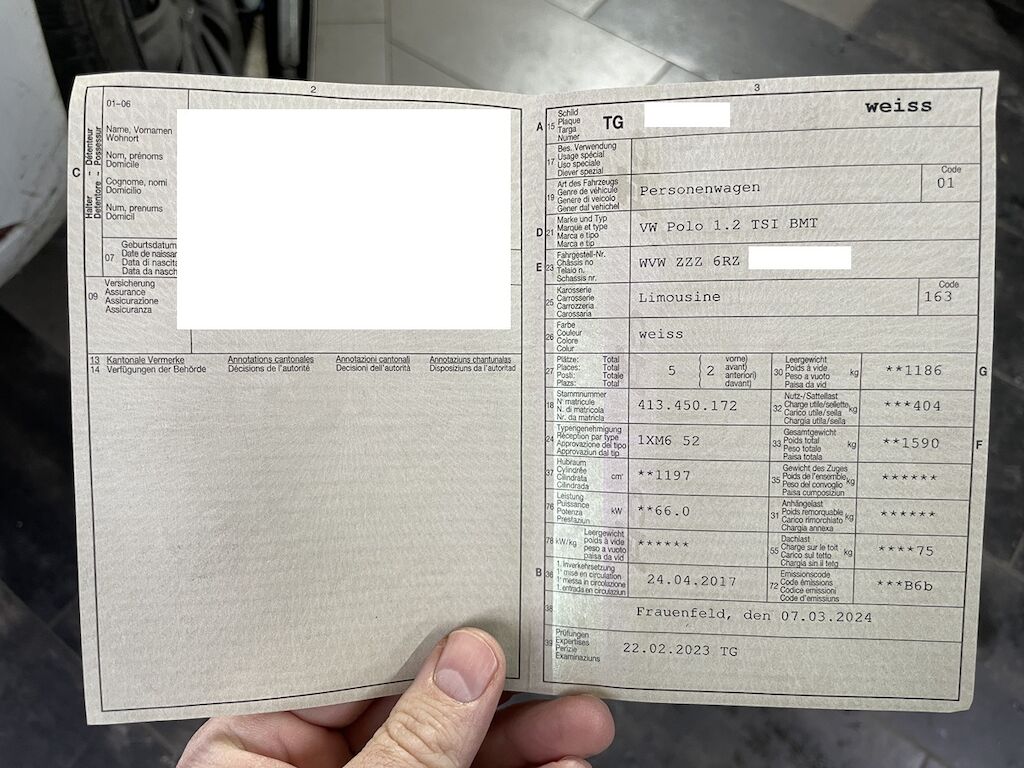 2
01-06
C
Halter – Détenteur
Detentore – Possessur
Name, Vornamen
Wohnort
Nom, prénoms
Domicile
Cognome, nomi
Domicilio
Num, prenums
Domicil
07
Geburtsdatum
Date de naissan
Data di nascita
Data da nasch
09
Versicherung
Assurance
Assicurazione
Assicuranza
13 Kantonale Vermerke Annotations cantonales Annotazioni cantonali Annotaziuns chantunalas
14 Verfügungen der Behörde Décisions de l'autorité Decisioni dell'autorità Disposiziuns da l'autoritad
3
A 15
Schild
Plaque
Targa
Numer
TG
weiss
17
Bes. Verwendung
Usage spécial
Uso speciale
Diever spezial
19
Art des Fahrzeugs
Genre de véhicule
Genere di veicolo
Gener dal vehichel
Personenwagen
Code
01
D 21
Marke und Typ
Marque et type
Marca e tipo
Marca e tip
VW Polo 1.2 TSI BMT
E 23
Fahrgestell-Nr.
Châssis no
Telaio n.
Schassis nr.
WVW ZZZ 6RZ
25
Karosserie
Carrosserie
Carrozzeria
Carossaria
Limousine
Code
163
26
Farbe
Couleur
Colore
Colur
weiss
27
Plätze: Total
Places: Total
Posti: Totale
Plazs: Total
5
2
vorne)
avant)
anteriori)
davant)
30
Leergewicht
Poids à vide
Peso a vuoto
Paisa da vid
kg
**1186
G
18
Stammnummer
N° matricule
N. di matricola
Nr. da matricla
413.450.172
32
Nutz-/Sattellast
Charge utile/sellette
Carico utile/sella
Chargia utila/sella
kg
***404
24
Typengenehmigung
Réception par type
Approvazione del tipo
Approvaziun dal tip
1XM6 52
33
Gesamtgewicht
Poids total
Peso totale
Paisa totala
kg
**1590
F
37
Hubraum
Cylindrée
Cilindrata
Cilindrada
cm³
**1197
35
Gewicht des Zuges
Poids de l'ensemble
Peso del convoglio
Paisa cumposiziun
kg
******
76
Leistung
Puissance
Potenza
Prestaziun
kW
**66.0
31
Anhängelast
Poids remorquable
Carico rimorchiato
Chargia annexa
kg
******
78 kW/kg
Leergewicht
poids à vide
peso a vuoto
paisa da vid
******
55
Dachlast
Charge sur le toit
Carico sul tetto
Chargia sin il tetg
kg
****75
B 36
1. Inverkehrsetzung
1re mise en circulation
1a messa in circolazione
1. entrada en circulaziun
24.04.2017
72
Emissionscode
Code émissions
Codice emissioni
Code d'emissiuns
***B6b
38
Frauenfeld, den 07.03.2024
39
Prüfungen
Expertises
Perizie
Examinaziuns
22.02.2023 TG